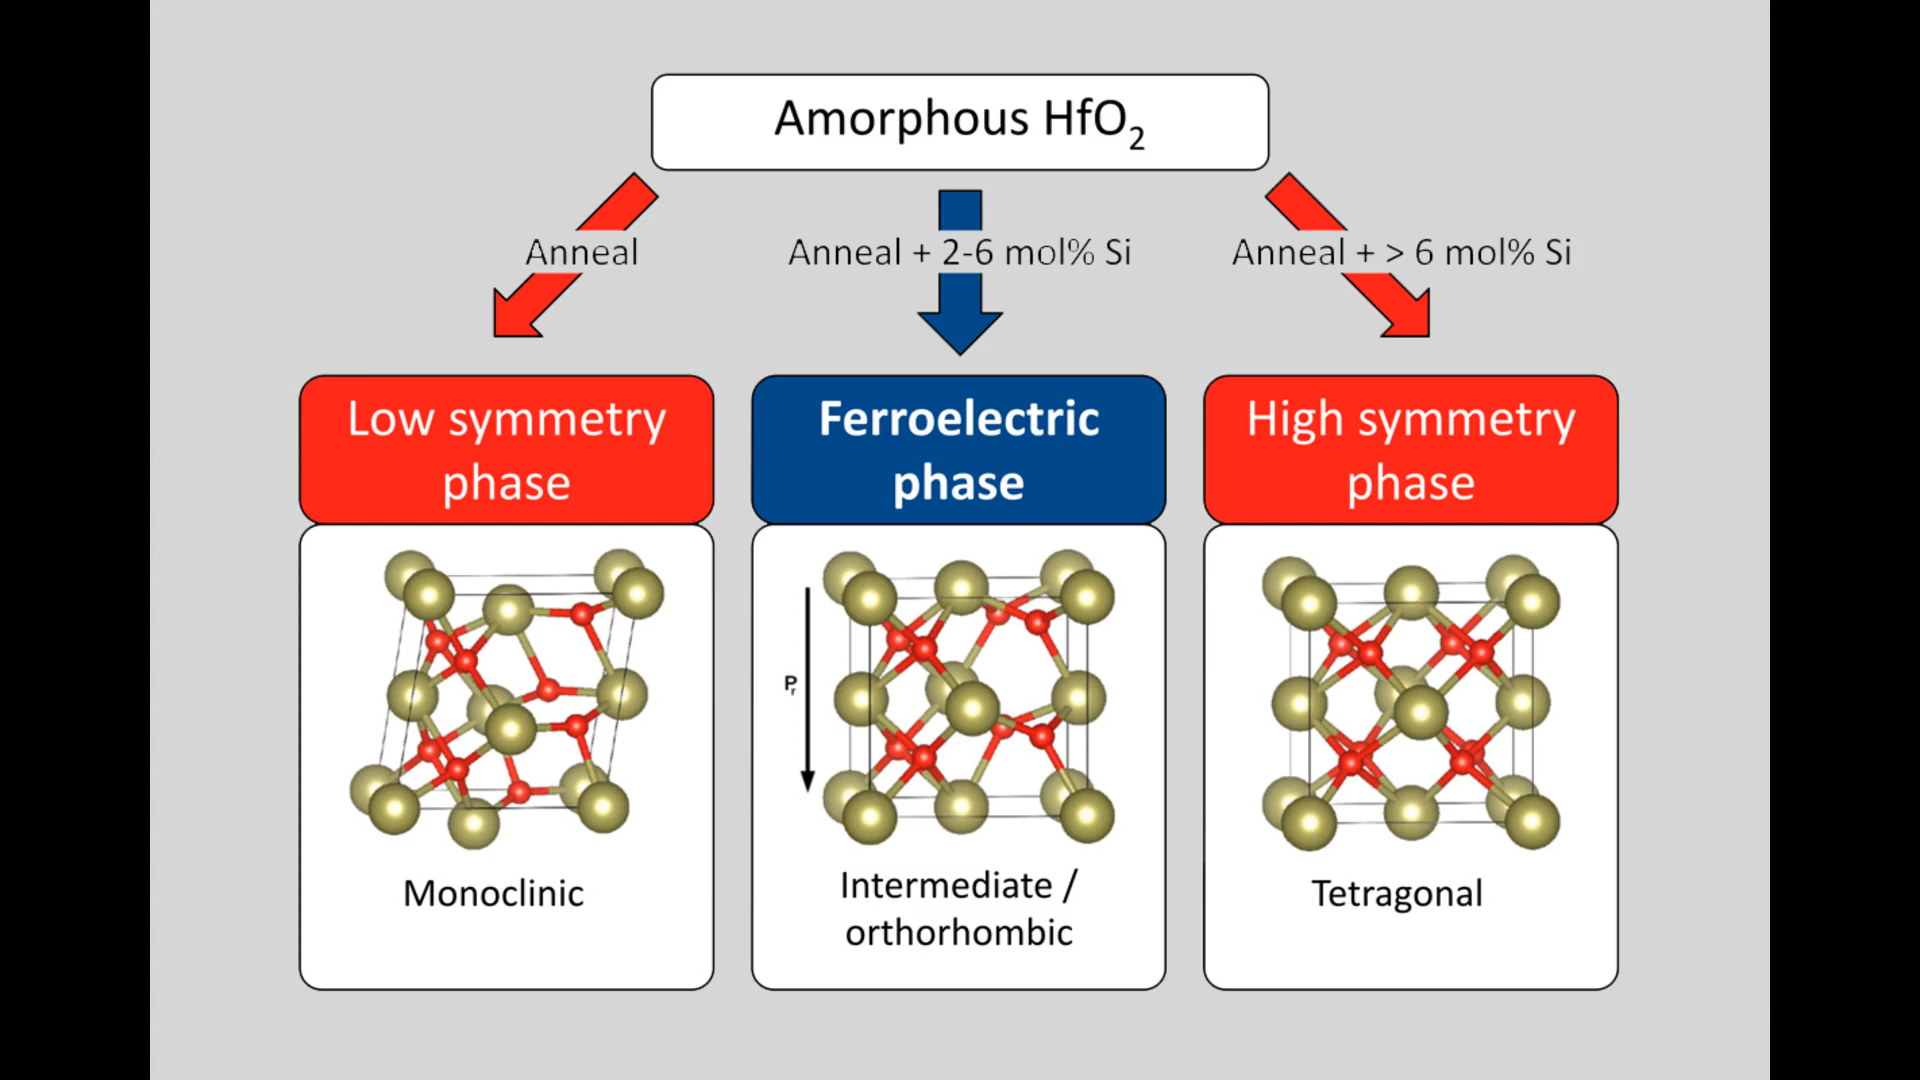 Amorphous HfO₂
Anneal
Anneal + 2-6 mol% Si
Anneal + > 6 mol% Si
Low symmetry
phase
Ferroelectric
phase
High symmetry
phase
Pᵣ
Monoclinic
Intermediate /
orthorhombic
Tetragonal